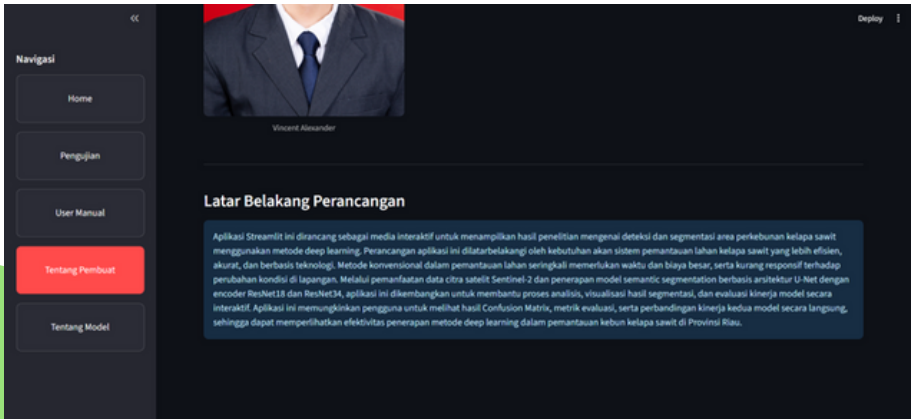 Deploy
Navigasi
Home
Pengujian
User Manual
Tentang Pembuat
Tentang Model
Vincent Alexander
Latar Belakang Perancangan
Aplikasi Streamlit ini dirancang sebagai media interaktif untuk menampilkan hasil penelitian mengenai deteksi dan segmentasi area perkebunan kelapa sawit
menggunakan metode deep learning. Perancangan aplikasi ini dilatarbelakangi oleh kebutuhan akan sistem pemantauan lahan kelapa sawit yang lebih efisien,
akurat, dan berbasis teknologi. Metode konvensional dalam pemantauan lahan seringkali memerlukan waktu dan biaya besar, serta kurang responsif terhadap
perubahan kondisi di lapangan. Melalui pemanfaatan data citra satelit Sentinel-2 dan penerapan model semantic segmentation berbasis arsitektur U-Net dengan
encoder ResNet18 dan ResNet34, aplikasi ini dikembangkan untuk membantu proses analisis, visualisasi hasil segmentasi, dan evaluasi kinerja model secara
interaktif. Aplikasi ini memungkinkan pengguna untuk melihat hasil Confusion Matrix, metrik evaluasi, serta perbandingan kinerja kedua model secara langsung,
sehingga dapat memperlihatkan efektivitas penerapan metode deep learning dalam pemantauan kebun kelapa sawit di Provinsi Riau.